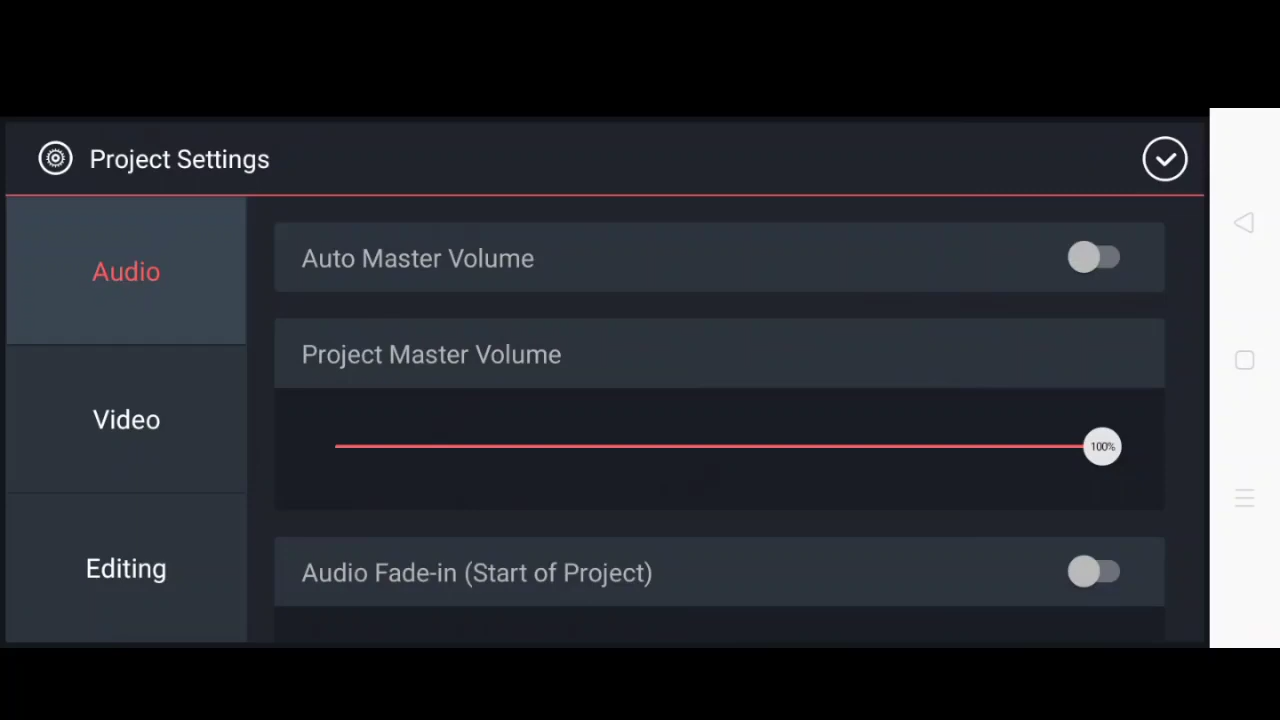 Project Settings
Audio
Video
Editing
Auto Master Volume
Project Master Volume
100%
Audio Fade-in (Start of Project)